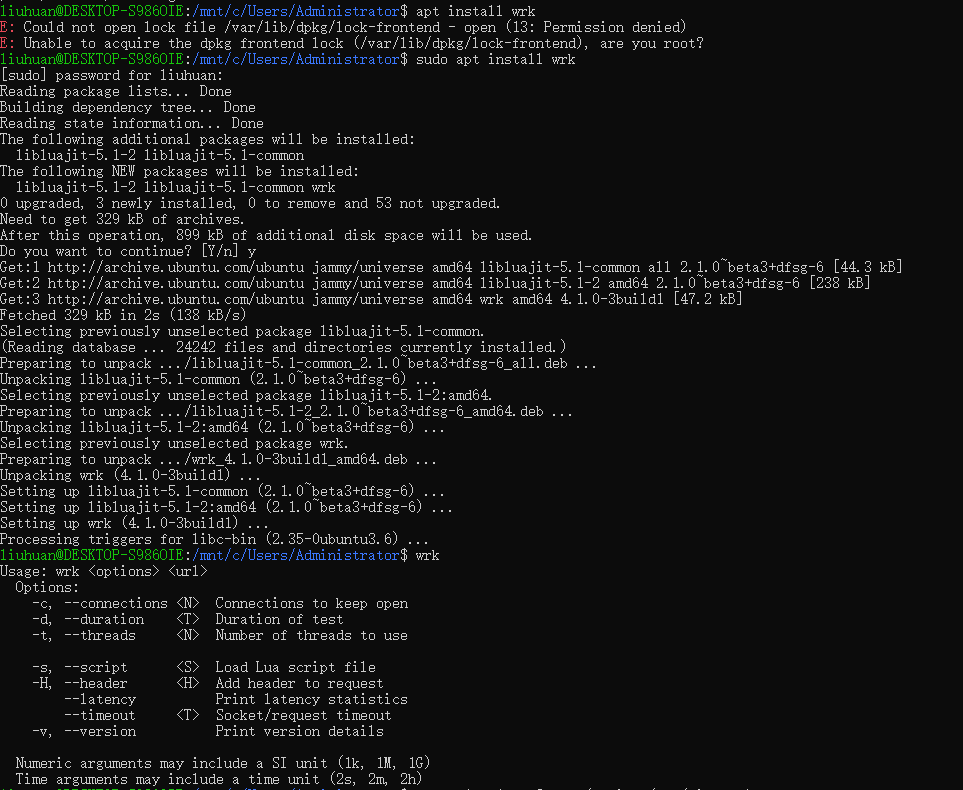 liuhuan@DESKTOP-S986OIE:/mnt/c/Users/Administrator$ apt install wrk
E: Could not open lock file /var/lib/dpkg/lock-frontend - open (13: Permission denied)
E: Unable to acquire the dpkg frontend lock (/var/lib/dpkg/lock-frontend), are you root?
liuhuan@DESKTOP-S986OIE:/mnt/c/Users/Administrator$ sudo apt install wrk
[sudo] password for liuhuan:
Reading package lists... Done
Building dependency tree... Done
Reading state information... Done
The following additional packages will be installed:
  libluajit-5.1-2 libluajit-5.1-common
The following NEW packages will be installed:
  libluajit-5.1-2 libluajit-5.1-common wrk
0 upgraded, 3 newly installed, 0 to remove and 53 not upgraded.
Need to get 329 kB of archives.
After this operation, 899 kB of additional disk space will be used.
Do you want to continue? [Y/n] y
Get:1 http://archive.ubuntu.com/ubuntu jammy/universe amd64 libluajit-5.1-common all 2.1.0~beta3+dfsg-6 [44.3 kB]
Get:2 http://archive.ubuntu.com/ubuntu jammy/universe amd64 libluajit-5.1-2 amd64 2.1.0~beta3+dfsg-6 [238 kB]
Get:3 http://archive.ubuntu.com/ubuntu jammy/universe amd64 wrk amd64 4.1.0-3build1 [47.2 kB]
Fetched 329 kB in 2s (138 kB/s)
Selecting previously unselected package libluajit-5.1-common.
(Reading database ... 24242 files and directories currently installed.)
Preparing to unpack .../libluajit-5.1-common_2.1.0~beta3+dfsg-6_all.deb ...
Unpacking libluajit-5.1-common (2.1.0~beta3+dfsg-6) ...
Selecting previously unselected package libluajit-5.1-2:amd64.
Preparing to unpack .../libluajit-5.1-2_2.1.0~beta3+dfsg-6_amd64.deb ...
Unpacking libluajit-5.1-2:amd64 (2.1.0~beta3+dfsg-6) ...
Selecting previously unselected package wrk.
Preparing to unpack .../wrk_4.1.0-3build1_amd64.deb ...
Unpacking wrk (4.1.0-3build1) ...
Setting up libluajit-5.1-common (2.1.0~beta3+dfsg-6) ...
Setting up libluajit-5.1-2:amd64 (2.1.0~beta3+dfsg-6) ...
Setting up wrk (4.1.0-3build1) ...
Processing triggers for libc-bin (2.35-0ubuntu3.6) ...
liuhuan@DESKTOP-S986OIE:/mnt/c/Users/Administrator$ wrk
Usage: wrk <options> <url>
  Options:
    -c, --connections <N>  Connections to keep open
    -d, --duration    <T>  Duration of test
    -t, --threads     <N>  Number of threads to use
    -s, --script      <S>  Load Lua script file
    -H, --header      <H>  Add header to request
        --latency          Print latency statistics
        --timeout     <T>  Socket/request timeout
    -v, --version          Print version details
  Numeric arguments may include a SI unit (1k, 1M, 1G)
  Time arguments may include a time unit (2s, 2m, 2h)